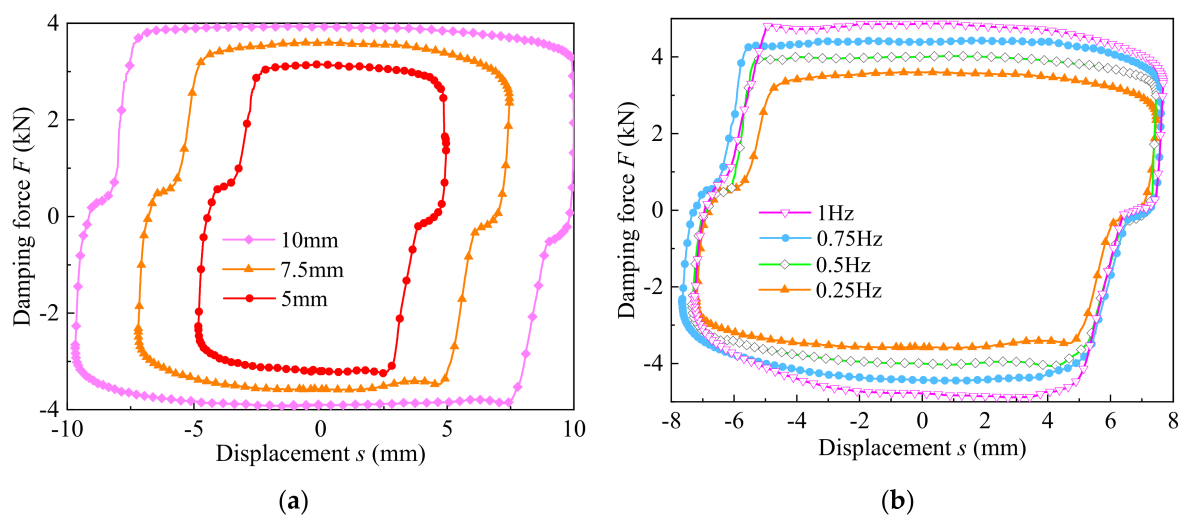 4
2
0
-2
-4
Damping force F (kN)
10mm
7.5mm
5mm
-10
-5
0
5
10
Displacement s (mm)
(a)
4
2
0
-2
-4
Damping force F (kN)
1Hz
0.75Hz
0.5Hz
0.25Hz
-8
-6
-4
-2
0
2
4
6
8
Displacement s (mm)
(b)